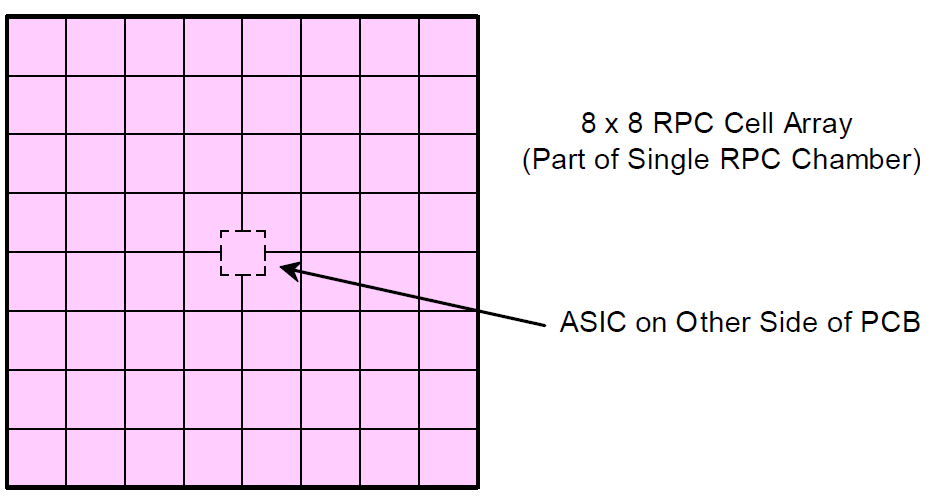 8 x 8 RPC Cell Array
(Part of Single RPC Chamber)
ASIC on Other Side of PCB